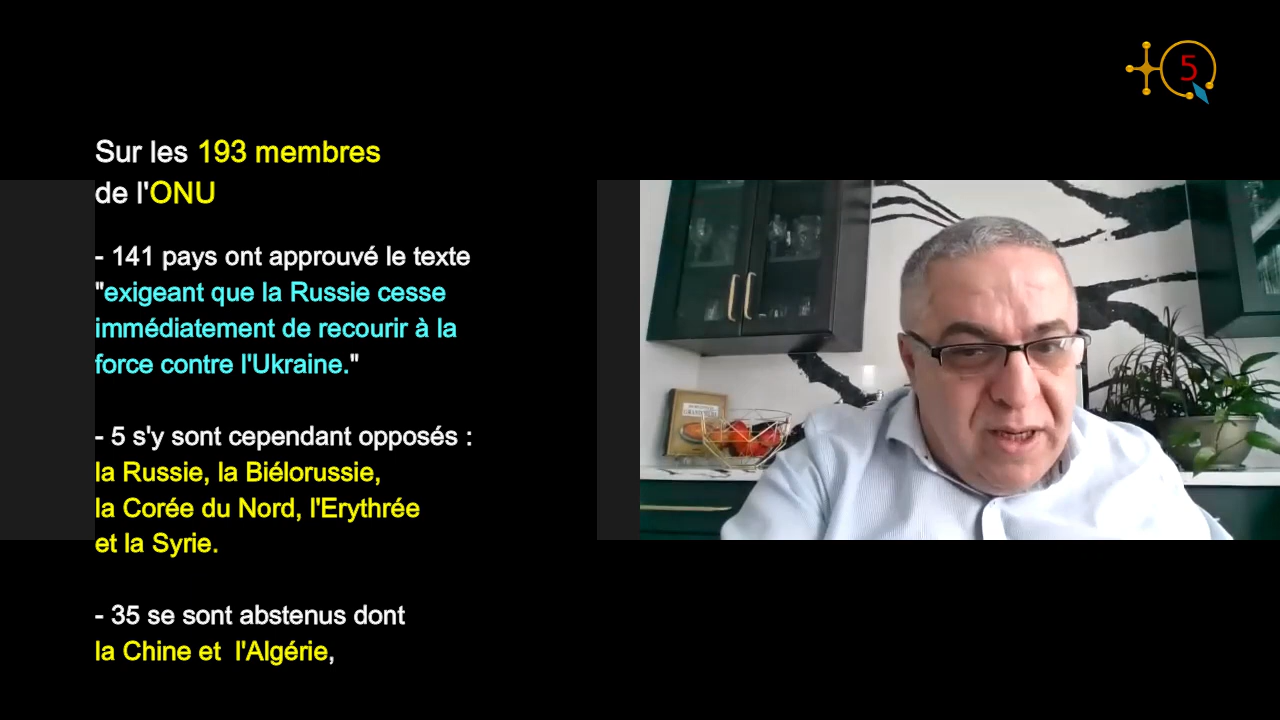 5
Sur les 193 membres
de l'ONU
- 141 pays ont approuvé le texte
"exigeant que la Russie cesse
immédiatement de recourir à la
force contre l'Ukraine."
- 5 s'y sont cependant opposés :
la Russie, la Biélorussie,
la Corée du Nord, l'Erythrée
et la Syrie.
- 35 se sont abstenus dont
la Chine et  l'Algérie,